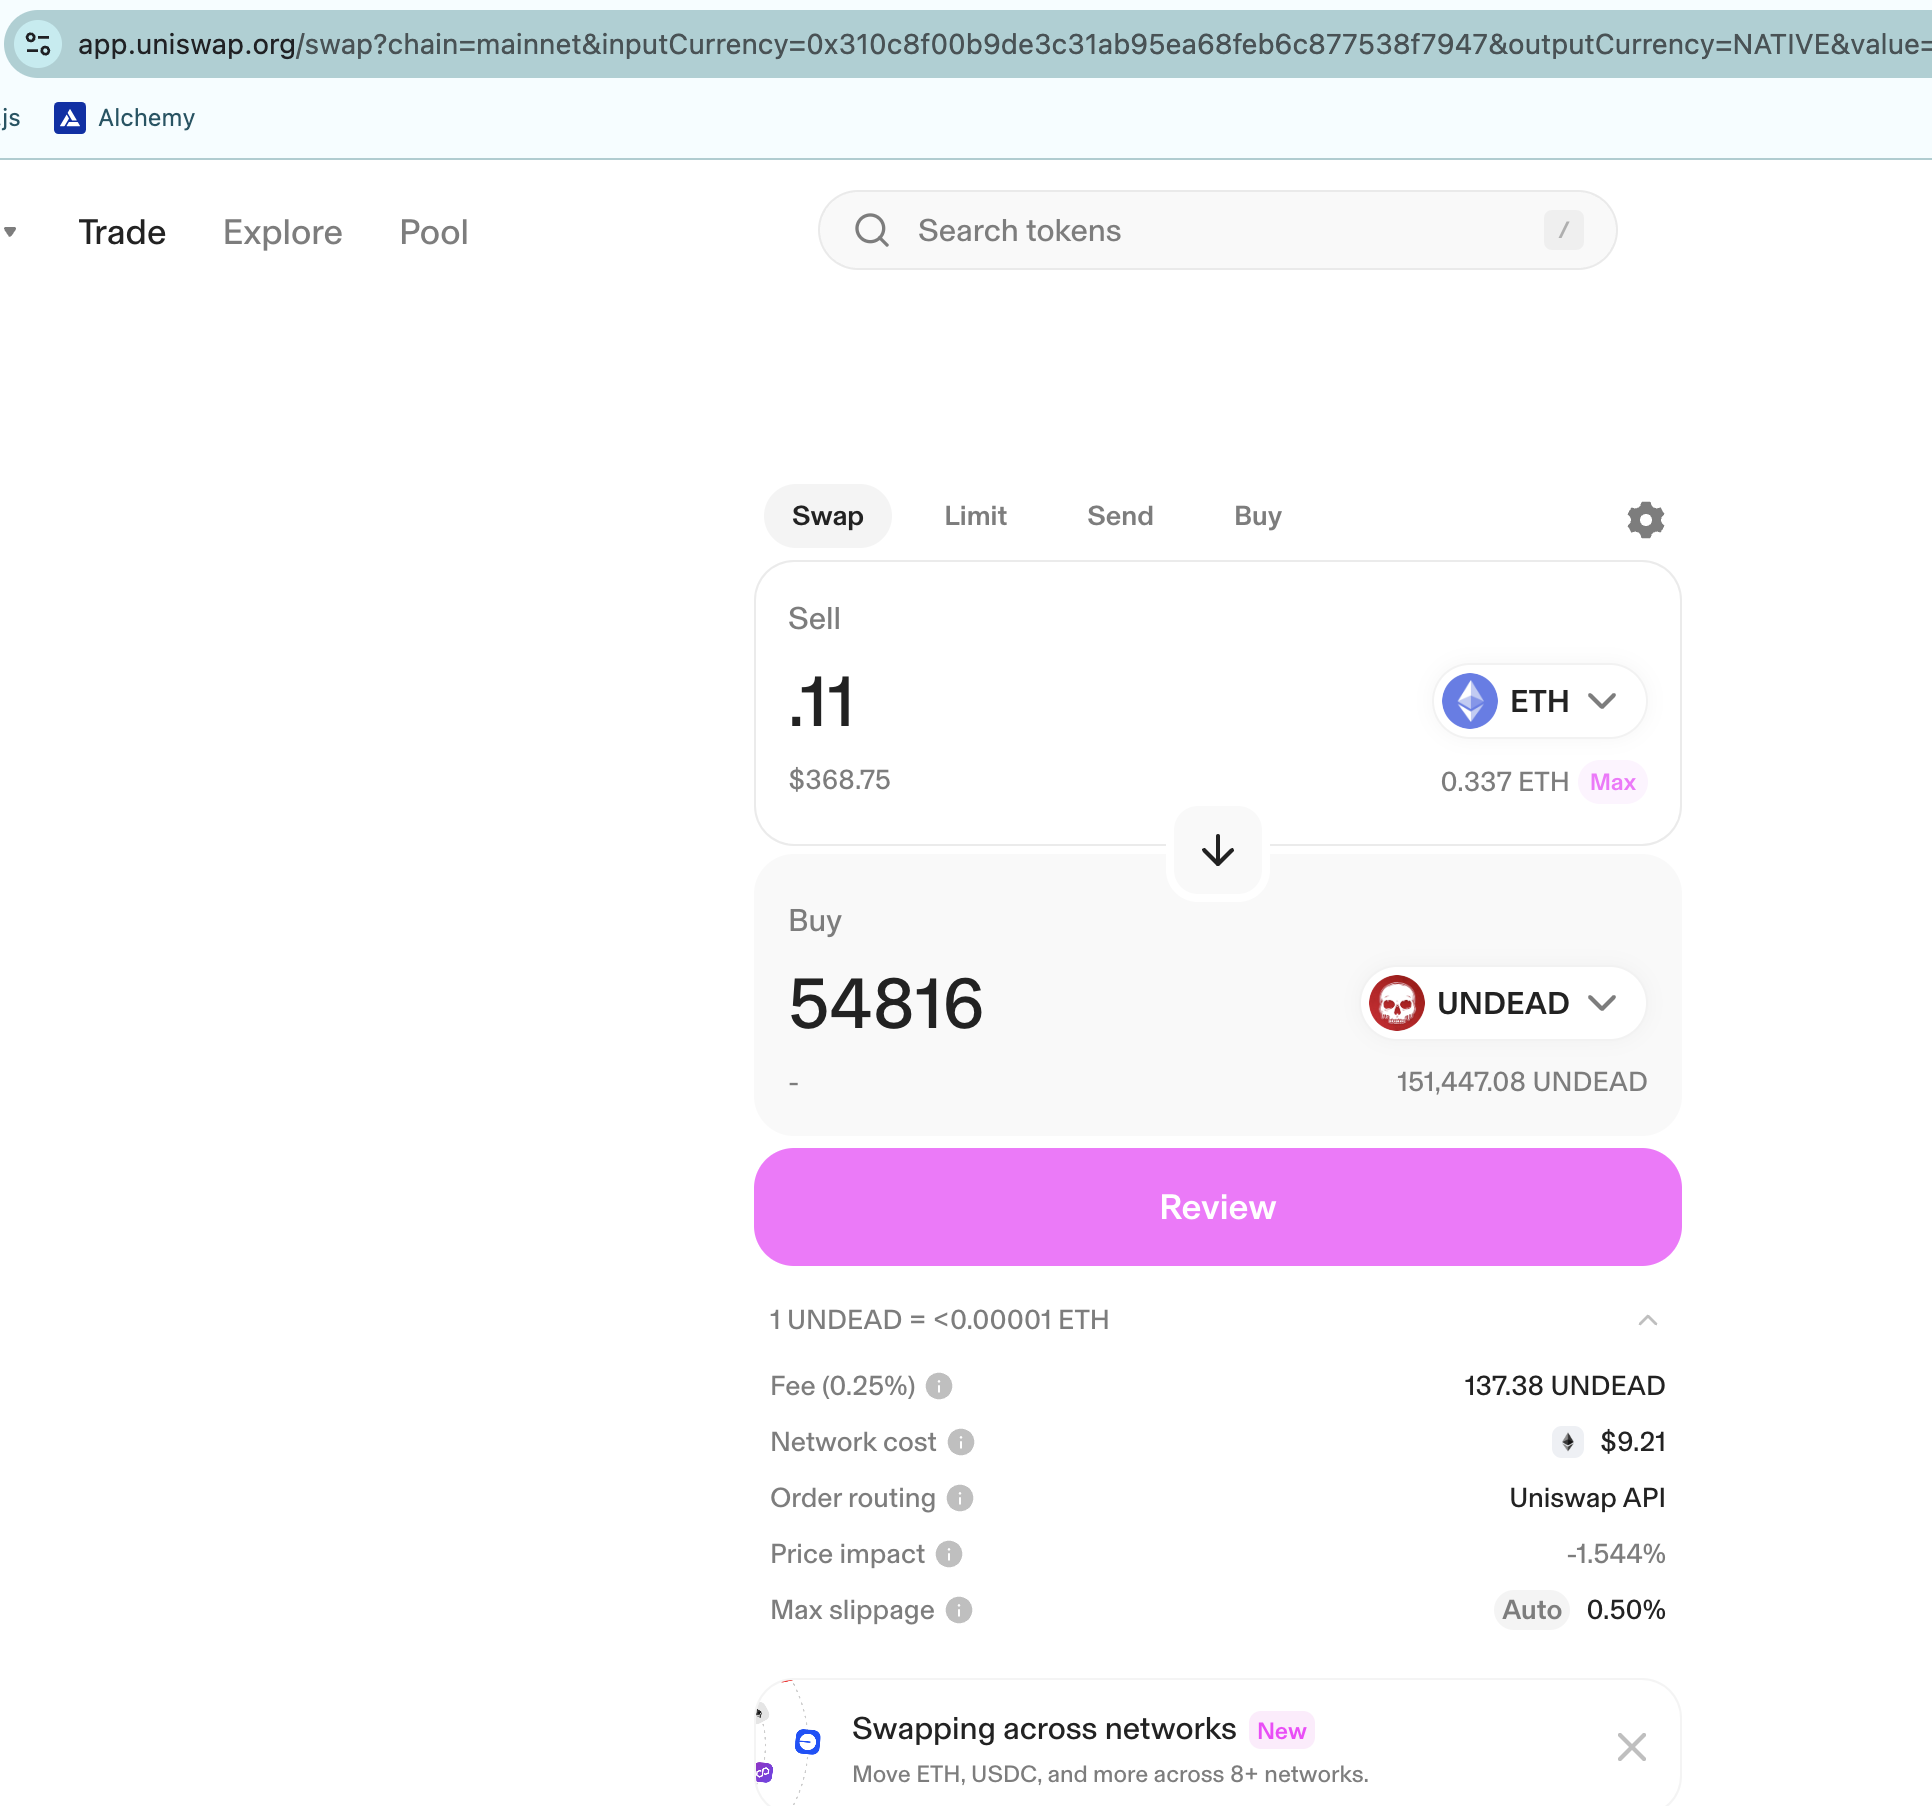 app.uniswap.org/swap?chain=mainnet&inputCurrency=0x310c8f00b9de3c31ab95ea68feb6c877538f7947&outputCurrency=NATIVE&value=
js Alchemy
Trade Explore Pool Search tokens /
Swap Limit Send Buy
Sell
.11 ETH
$368.75 0.337 ETH Max
Buy
54816 UNDEAD
- 151,447.08 UNDEAD
Review
1 UNDEAD = <0.00001 ETH
Fee (0.25%) 137.38 UNDEAD
Network cost $9.21
Order routing Uniswap API
Price impact -1.544%
Max slippage Auto 0.50%
Swapping across networks New
Move ETH, USDC, and more across 8+ networks.